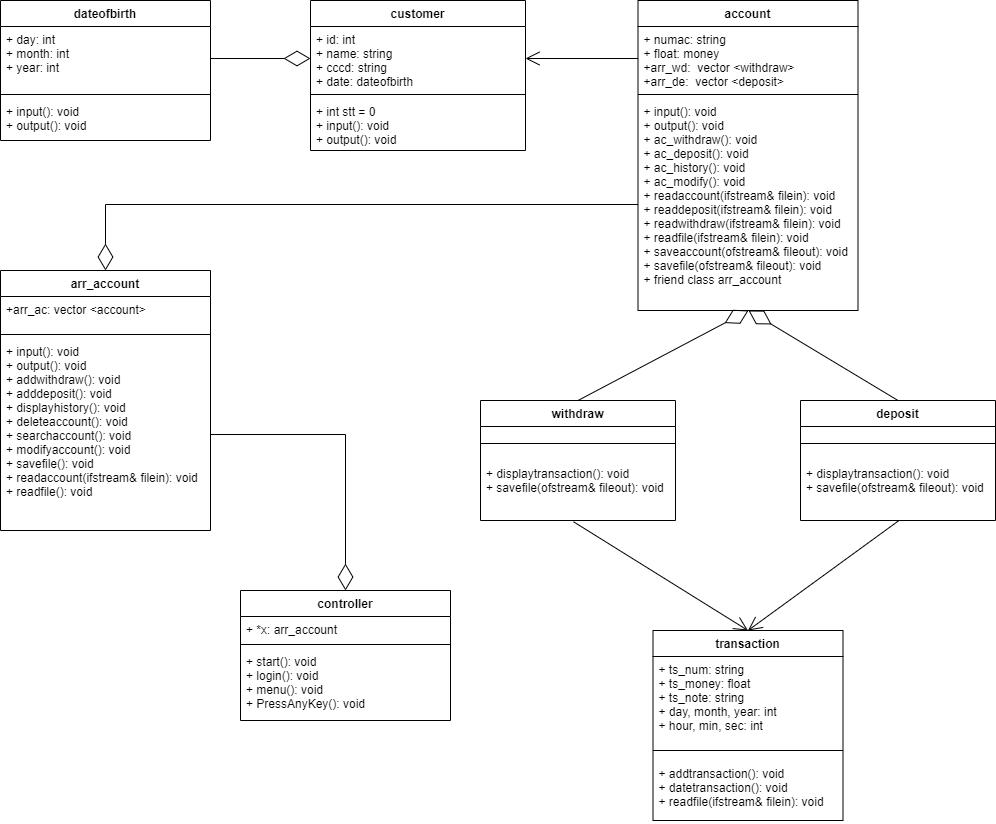 dateofbirth
+ day: int
+ month: int
+ year: int
+ input(): void
+ output(): void
customer
+ id: int
+ name: string
+ cccd: string
+ date: dateofbirth
+ int stt = 0
+ input(): void
+ output(): void
account
+ numac: string
+ float: money
+arr_wd: vector <withdraw>
+arr_de: vector <deposit>
+ input(): void
+ output(): void
+ ac_withdraw(): void
+ ac_deposit(): void
+ ac_history(): void
+ ac_modify(): void
+ readaccount(ifstream& filein): void
+ readdeposit(ifstream& filein): void
+ readwithdraw(ifstream& filein): void
+ readfile(ifstream& filein): void
+ saveaccount(ofstream& fileout): void
+ savefile(ofstream& fileout): void
+ friend class arr_account
arr_account
+arr_ac: vector <account>
+ input(): void
+ output(): void
+ addwithdraw(): void
+ adddeposit(): void
+ displayhistory(): void
+ deleteaccount(): void
+ searchaccount(): void
+ modifyaccount(): void
+ savefile(): void
+ readaccount(ifstream& filein): void
+ readfile(): void
withdraw
+ displaytransaction(): void
+ savefile(ofstream& fileout): void
deposit
+ displaytransaction(): void
+ savefile(ofstream& fileout): void
controller
+ *x: arr_account
+ start(): void
+ login(): void
+ menu(): void
+ PressAnyKey(): void
transaction
+ ts_num: string
+ ts_money: float
+ ts_note: string
+ day, month, year: int
+ hour, min, sec: int
+ addtransaction(): void
+ datetransaction(): void
+ readfile(ifstream& filein): void